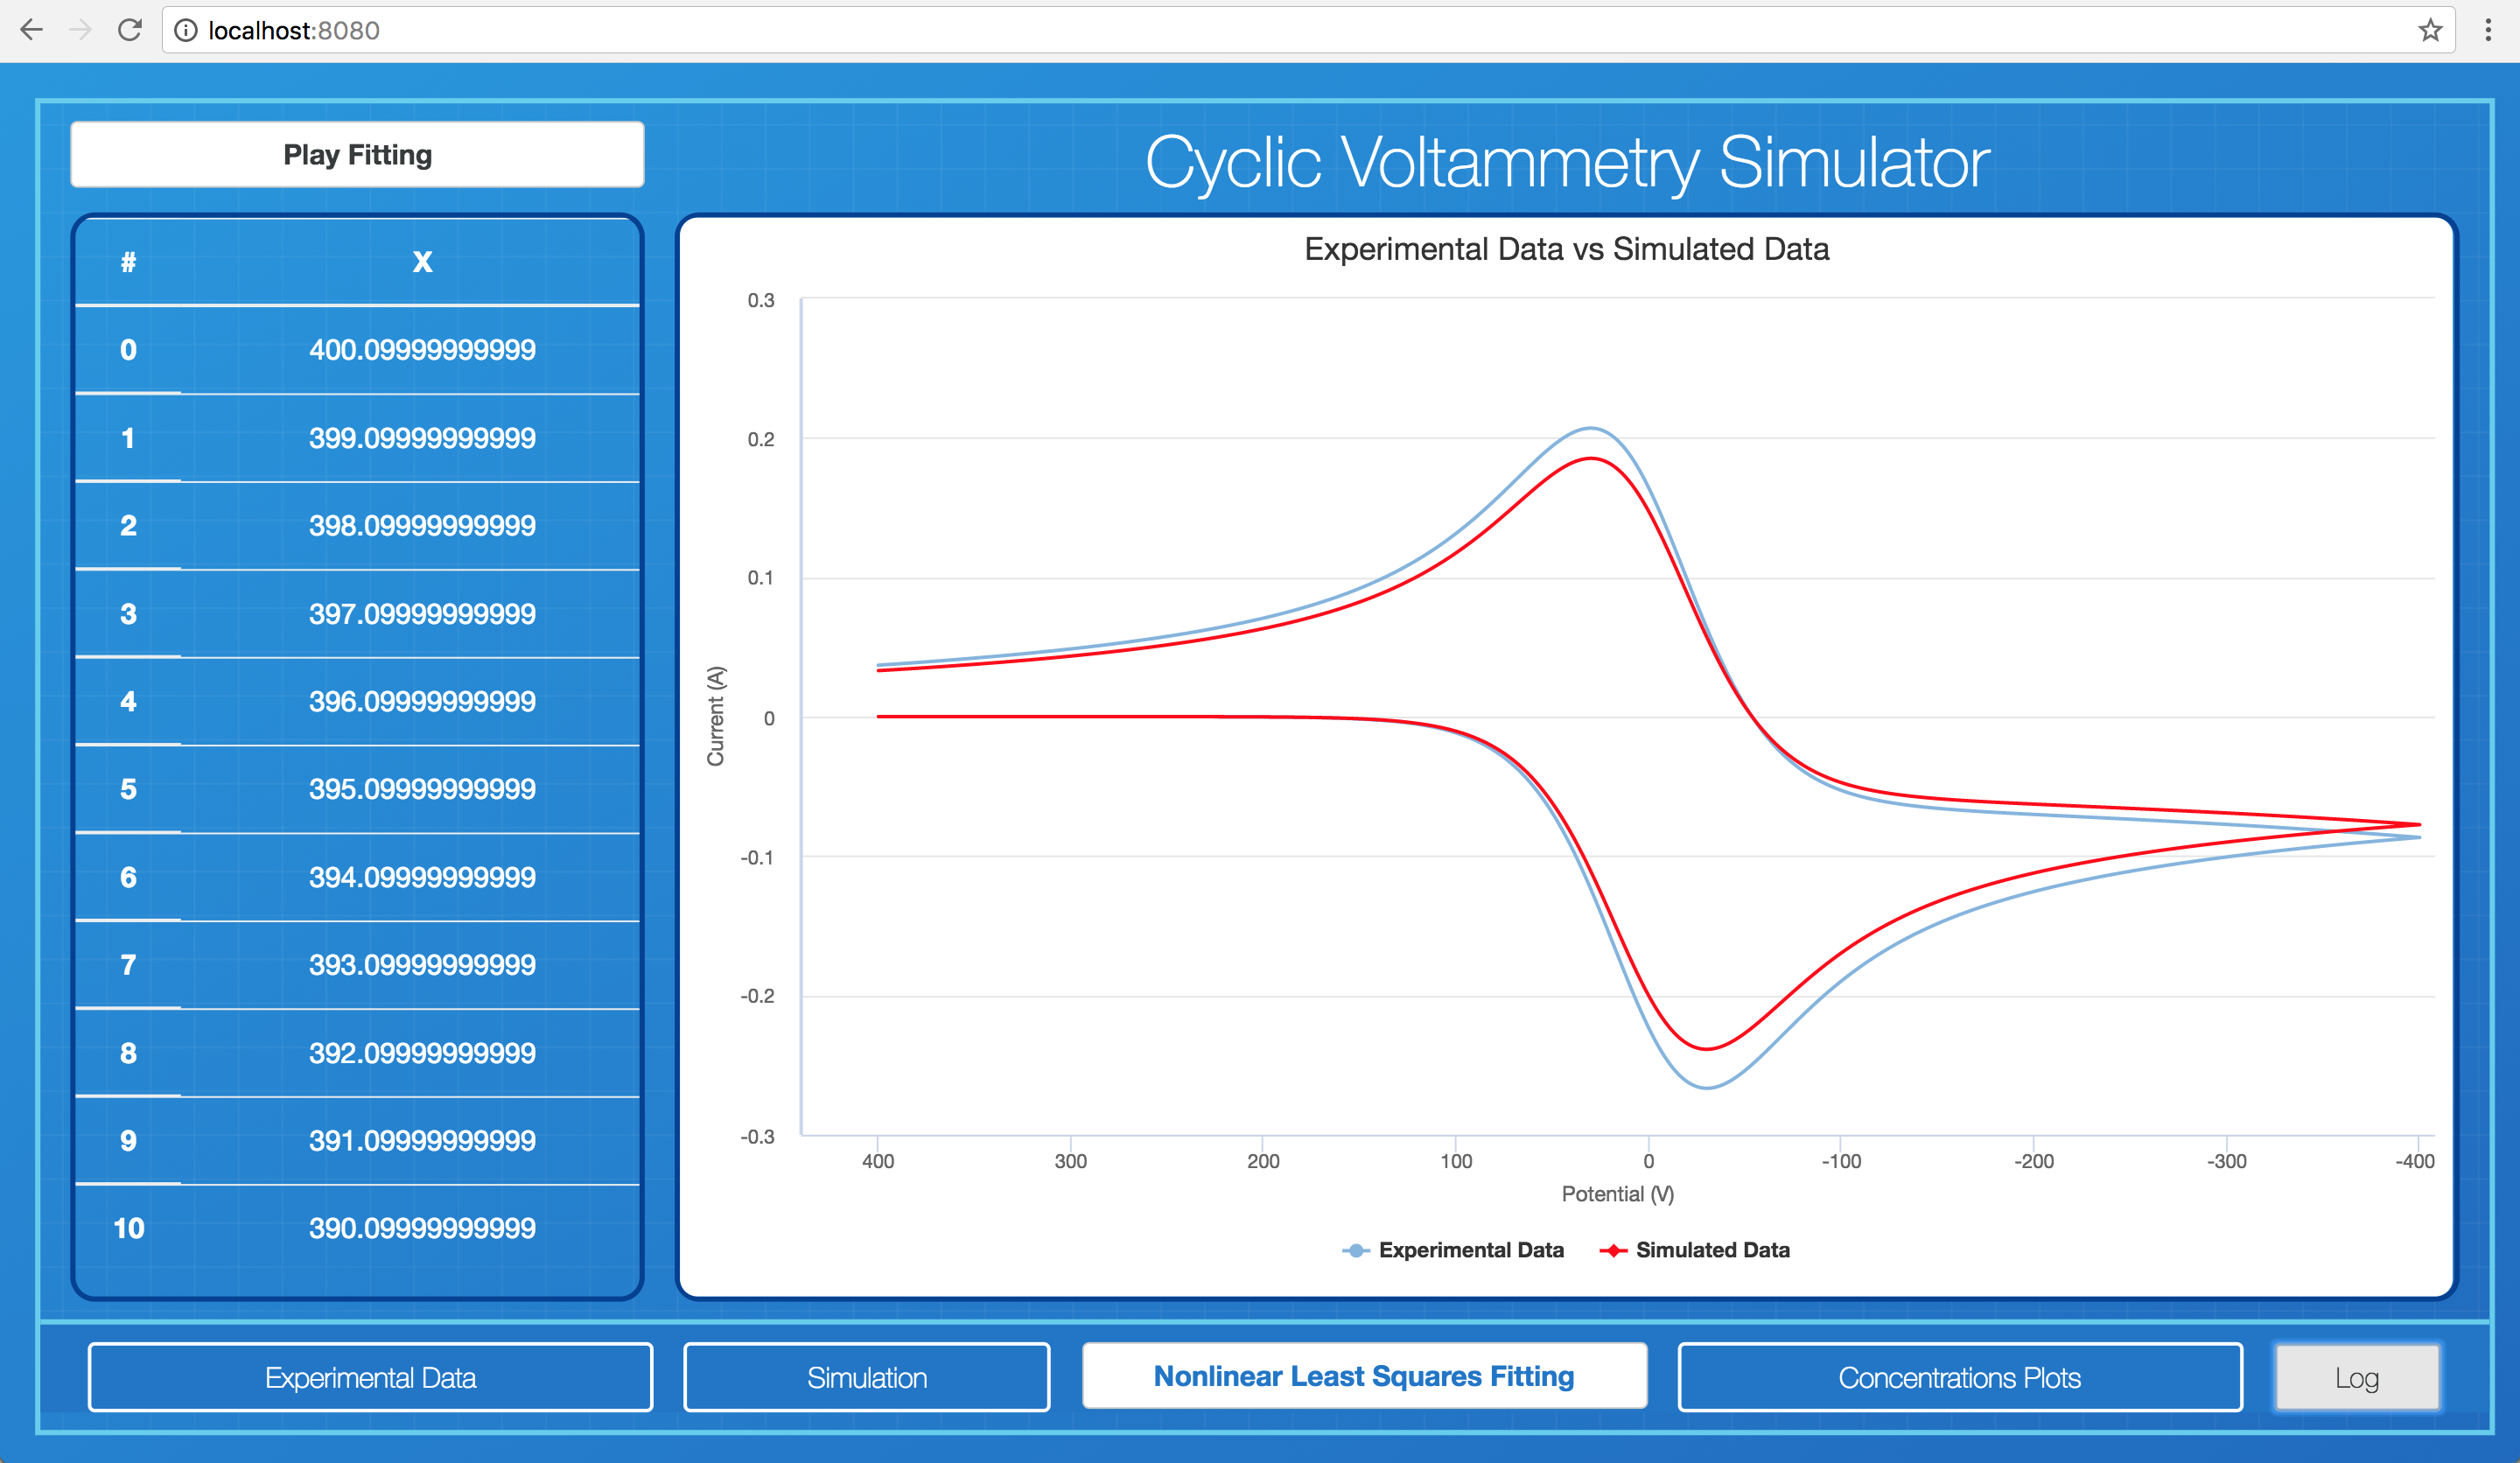 localhost:8080
Play Fitting
Cyclic Voltammetry Simulator
# X
0 400.09999999999
1 399.09999999999
2 398.09999999999
3 397.09999999999
4 396.09999999999
5 395.09999999999
6 394.09999999999
7 393.09999999999
8 392.09999999999
9 391.09999999999
10 390.09999999999
Experimental Data vs Simulated Data
Current (A)
0.3
0.2
0.1
0
-0.1
-0.2
-0.3
400 300 200 100 0 -100 -200 -300 -400
Potential (V)
Experimental Data Simulated Data
Experimental Data Simulation Nonlinear Least Squares Fitting Concentrations Plots Log